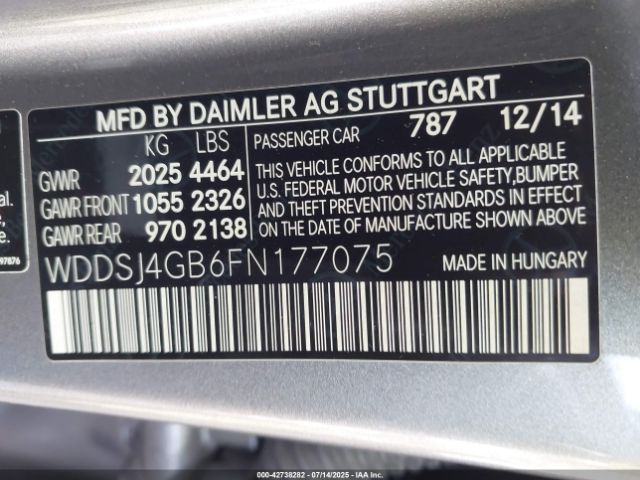 MFD BY DAIMLER AG STUTTGART
KG LBS
GVWR 2025 4464
GAWR FRONT 1055 2326
GAWR REAR 970 2138
PASSENGER CAR 787 12/14
THIS VEHICLE CONFORMS TO ALL APPLICABLE
U.S. FEDERAL MOTOR VEHICLE SAFETY,BUMPER
AND THEFT PREVENTION STANDARDS IN EFFECT
ON THE DATE OF MANUFACTURE SHOWN ABOVE
WDDSJ4GB6FN177075
MADE IN HUNGARY
al.
e,
e.
97876
000-42738282 - 07/14/2025 - IAA Inc.